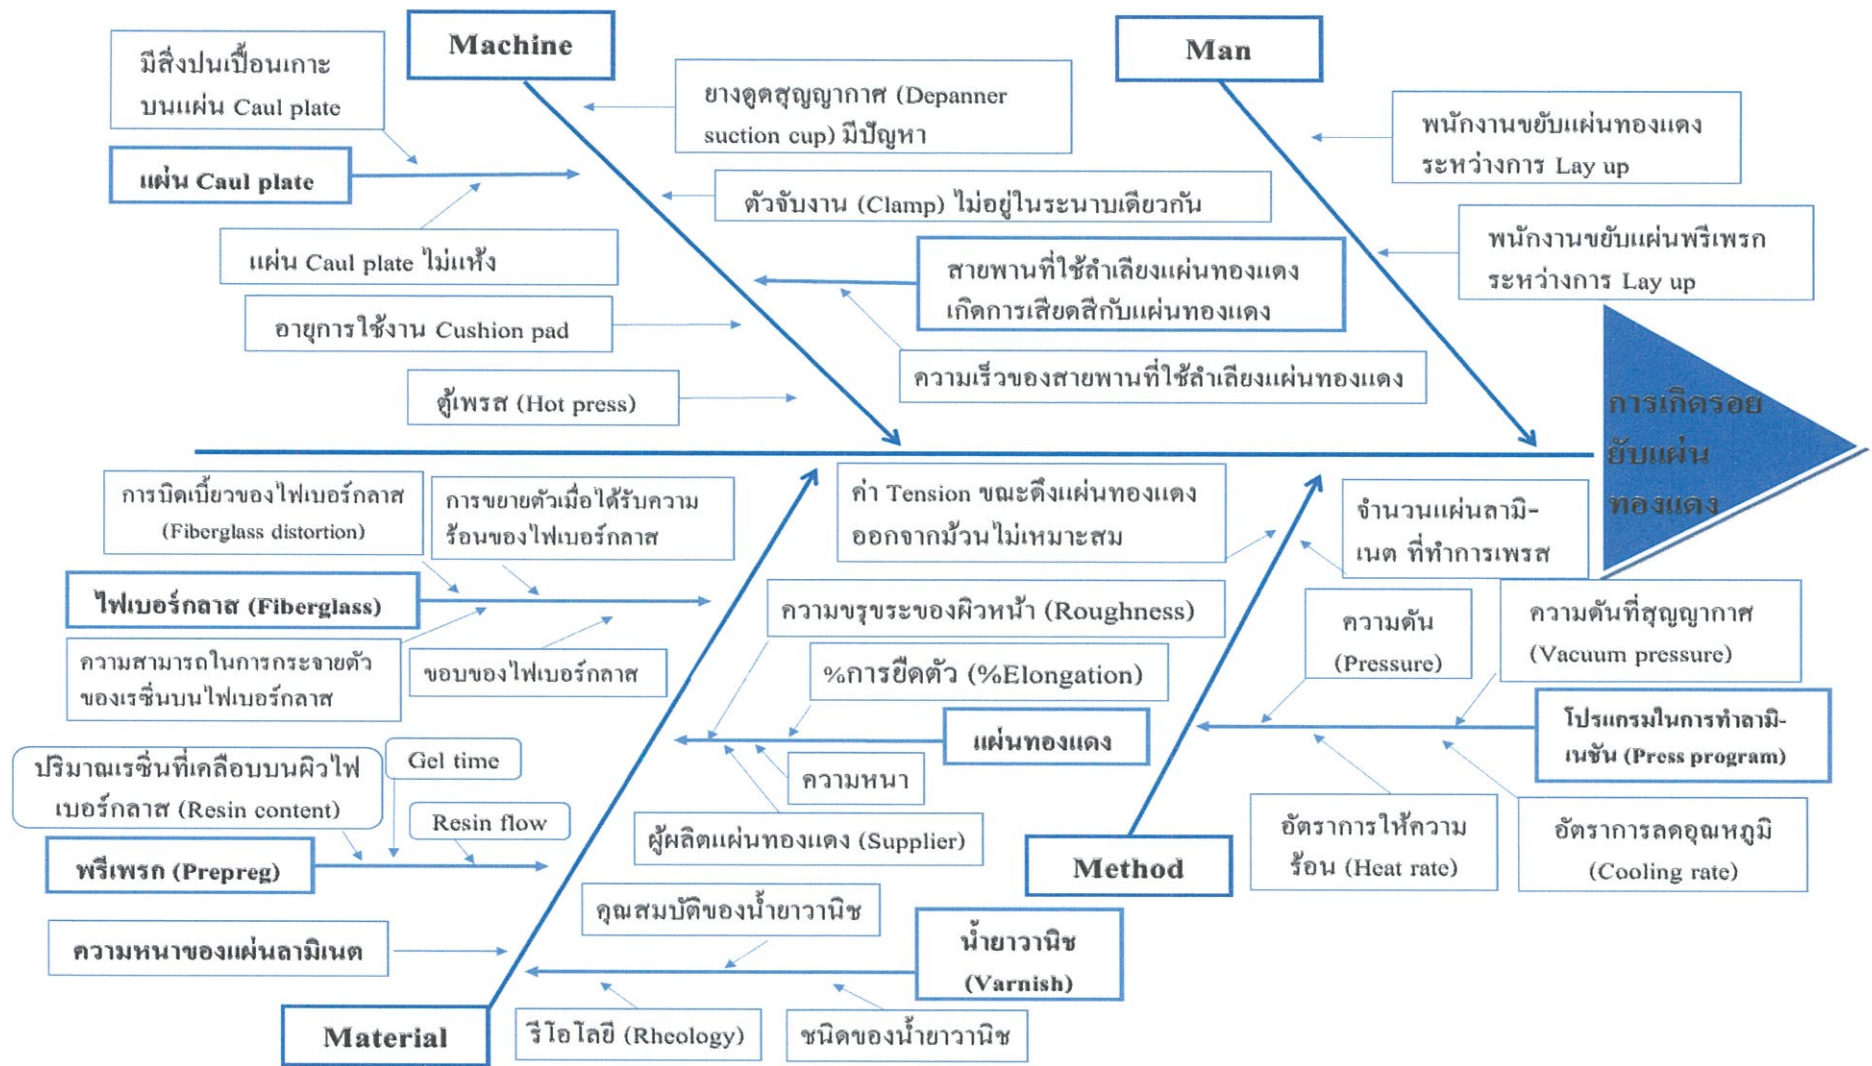 Machine
Man
มีสิ่งปนเปื้อนเกาะ
บนแผ่น Caul plate
ยางดูดสุญญากาศ (Depanner
suction cup) มีปัญหา
พนักงานขยับแผ่นทองแดง
ระหว่างการ Lay up
แผ่น Caul plate
ตัวจับงาน (Clamp) ไม่อยู่ในระนาบเดียวกัน
แผ่น Caul plate ไม่แห้ง
สายพานที่ใช้ลำเลียงแผ่นทองแดง
เกิดการเสียดสีกับแผ่นทองแดง
พนักงานขยับแผ่นพรีเพรก
ระหว่างการ Lay up
อายุการใช้งาน Cushion pad
ความเร็วของสายพานที่ใช้ลำเลียงแผ่นทองแดง
ตู้เพรส (Hot press)
การเกิดรอย
ยับแผ่น
ทองแดง
การบิดเบี้ยวของไฟเบอร์กลาส
(Fiberglass distortion)
การขยายตัวเมื่อได้รับความ
ร้อนของไฟเบอร์กลาส
ค่า Tension ขณะดึงแผ่นทองแดง
ออกจากม้วนไม่เหมาะสม
จำนวนแผ่นลามิ-
เนต ที่ทำการเพรส
ไฟเบอร์กลาส (Fiberglass)
ความขรุขระของผิวหน้า (Roughness)
ความดัน
(Pressure)
ความดันที่สุญญากาศ
(Vacuum pressure)
ความสามารถในการกระจายตัว
ของเรซิ่นบนไฟเบอร์กลาส
ขอบของไฟเบอร์กลาส
%การยืดตัว (%Elongation)
แผ่นทองแดง
โปรแกรมในการทำลามิ-
เนชัน (Press program)
ปริมาณเรซิ่นที่เคลือบบนผิวไฟ
เบอร์กลาส (Resin content)
Gel time
Resin flow
ความหนา
ผู้ผลิตแผ่นทองแดง (Supplier)
พรีเพรก (Prepreg)
Method
อัตราการให้ความ
ร้อน (Heat rate)
อัตราการลดอุณหภูมิ
(Cooling rate)
คุณสมบัติของน้ำยาวานิช
ความหนาของแผ่นลามิเนต
น้ำยาวานิช
(Varnish)
Material
รีโอโลยี (Rheology)
ชนิดของน้ำยาวานิช